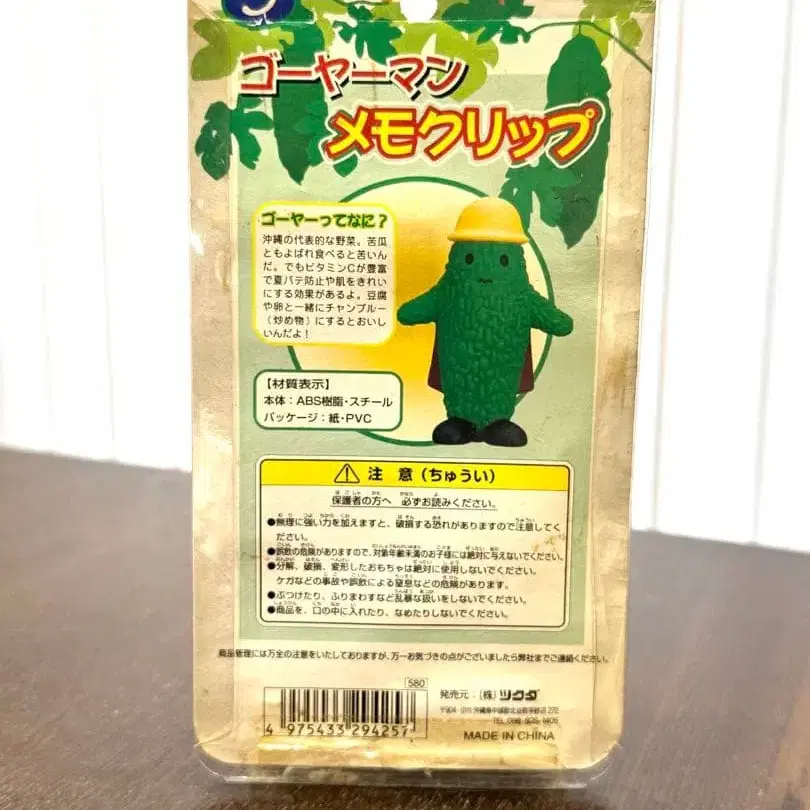 ゴーヤーマン
メモクリップ
ゴーヤーってなに?
沖縄の代表的な野菜。苦瓜
ともよばれ食べると苦いん
だ。でもビタミンCが豊富
で夏バテ防止や肌をきれい
にする効果があるよ。豆腐
や卵と一緒にチャンプルー
(炒め物)にするとおいし
いんだよ!
【材質表示】
本体:ABS樹脂・スチール
パッケージ:紙・PVC
注 意(ちゅうい)
保護者の方へ 必ずお読みください。
●無理に強い力を加えますと、破損する恐れがありますので注意してく
ださい。
●誤飲の危険がありますので、対象年齢未満のお子様には絶対に与えないでください。
●分解、破損、変形したおもちゃは絶対に使用しないでください。
ケガなどの事故や誤飲による窒息などの危険があります。
●ぶつけたり、ふりまわすなど乱暴な扱いをしないでください。
●商品を、口の中に入れたり、なめたりしないでください。
商品管理には万全の注意をいたしておりますが、万一お気づきの点がございましたら弊社までご連絡ください。
580
発売元:(株)ツクダ
MADE IN CHINA
4 975433 294257